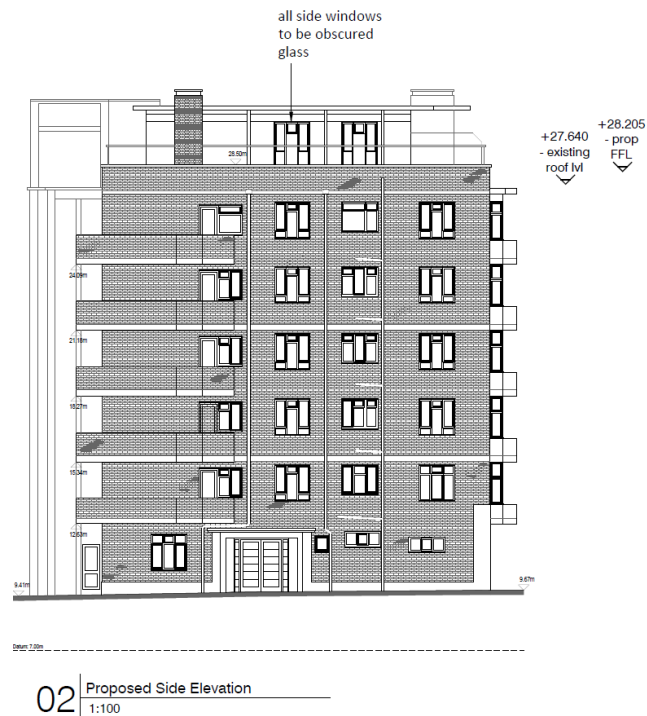 all side windows
to be obscured
glass
+27.640
- existing
roof lvl
+28.205
- prop
FFL
28.50m
24.09m
21.18m
18.27m
15.34m
12.63m
9.41m
9.67m
Datum 7.00m
02
Proposed Side Elevation
1:100